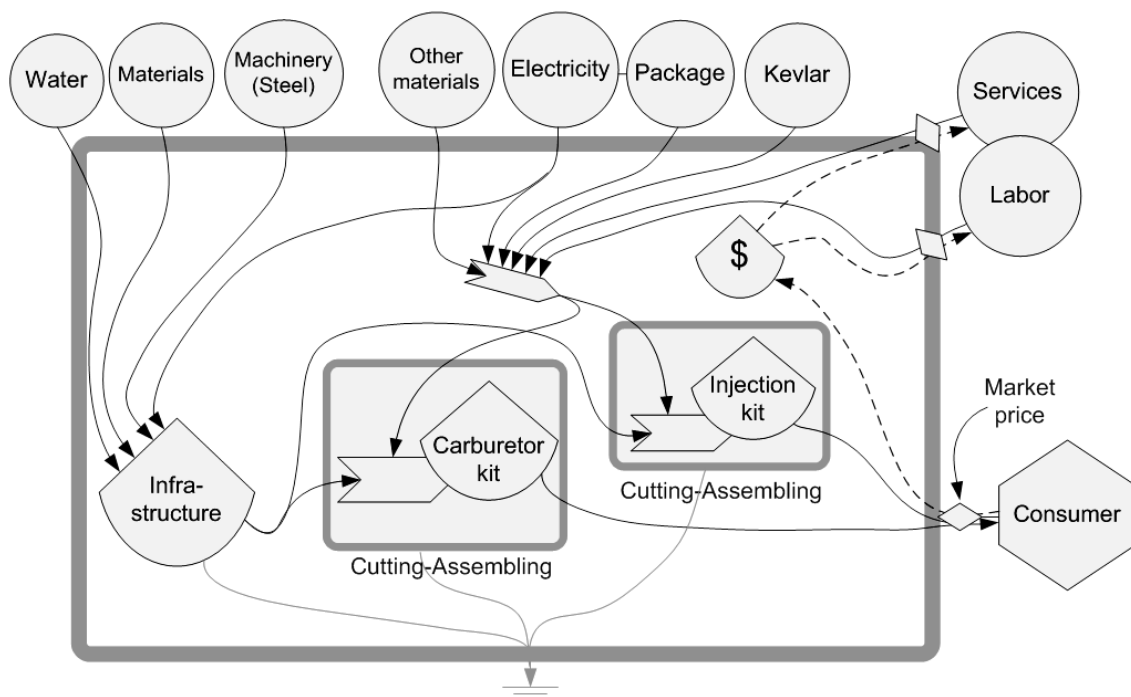 Water
Materials
Machinery
(Steel)
Other
materials
Electricity
Package
Kevlar
Services
Labor
$
Market
price
Injection
kit
Carburetor
kit
Infra-
structure
Cutting-Assembling
Consumer
Cutting-Assembling